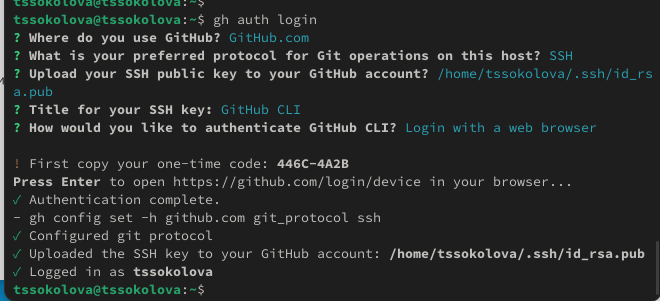 tssokolova@tssokolova:~$
tssokolova@tssokolova:~$ gh auth login
? Where do you use GitHub? GitHub.com
? What is your preferred protocol for Git operations on this host? SSH
? Upload your SSH public key to your GitHub account? /home/tssokolova/.ssh/id_rs
a.pub
? Title for your SSH key: GitHub CLI
? How would you like to authenticate GitHub CLI? Login with a web browser
! First copy your one-time code: 446C-4A2B
Press Enter to open https://github.com/login/device in your browser...
✓ Authentication complete.
- gh config set -h github.com git_protocol ssh
✓ Configured git protocol
✓ Uploaded the SSH key to your GitHub account: /home/tssokolova/.ssh/id_rsa.pub
✓ Logged in as tssokolova
tssokolova@tssokolova:~$